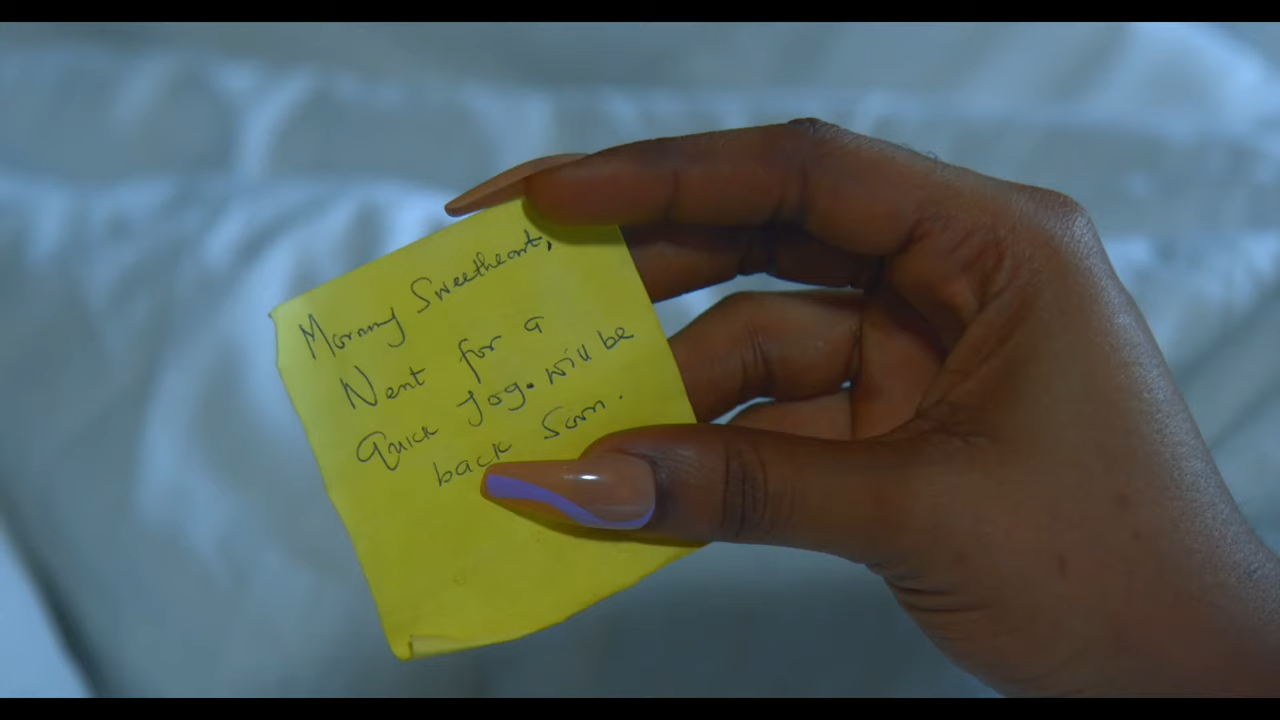 Morning Sweetheart,
Went for a
quick Jog. will be
back Soon.